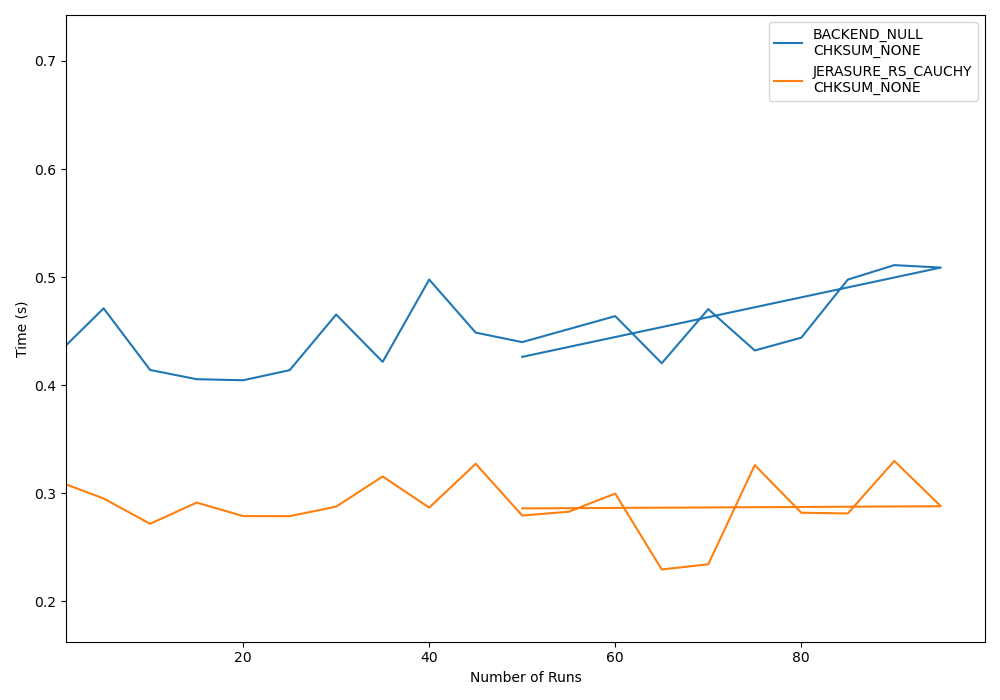 BACKEND_NULL
CHKSUM_NONE
JERASURE_RS_CAUCHY
CHKSUM_NONE
0.7
0.6
0.5
0.4
0.3
0.2
Time (s)
20 40 60 80
Number of Runs